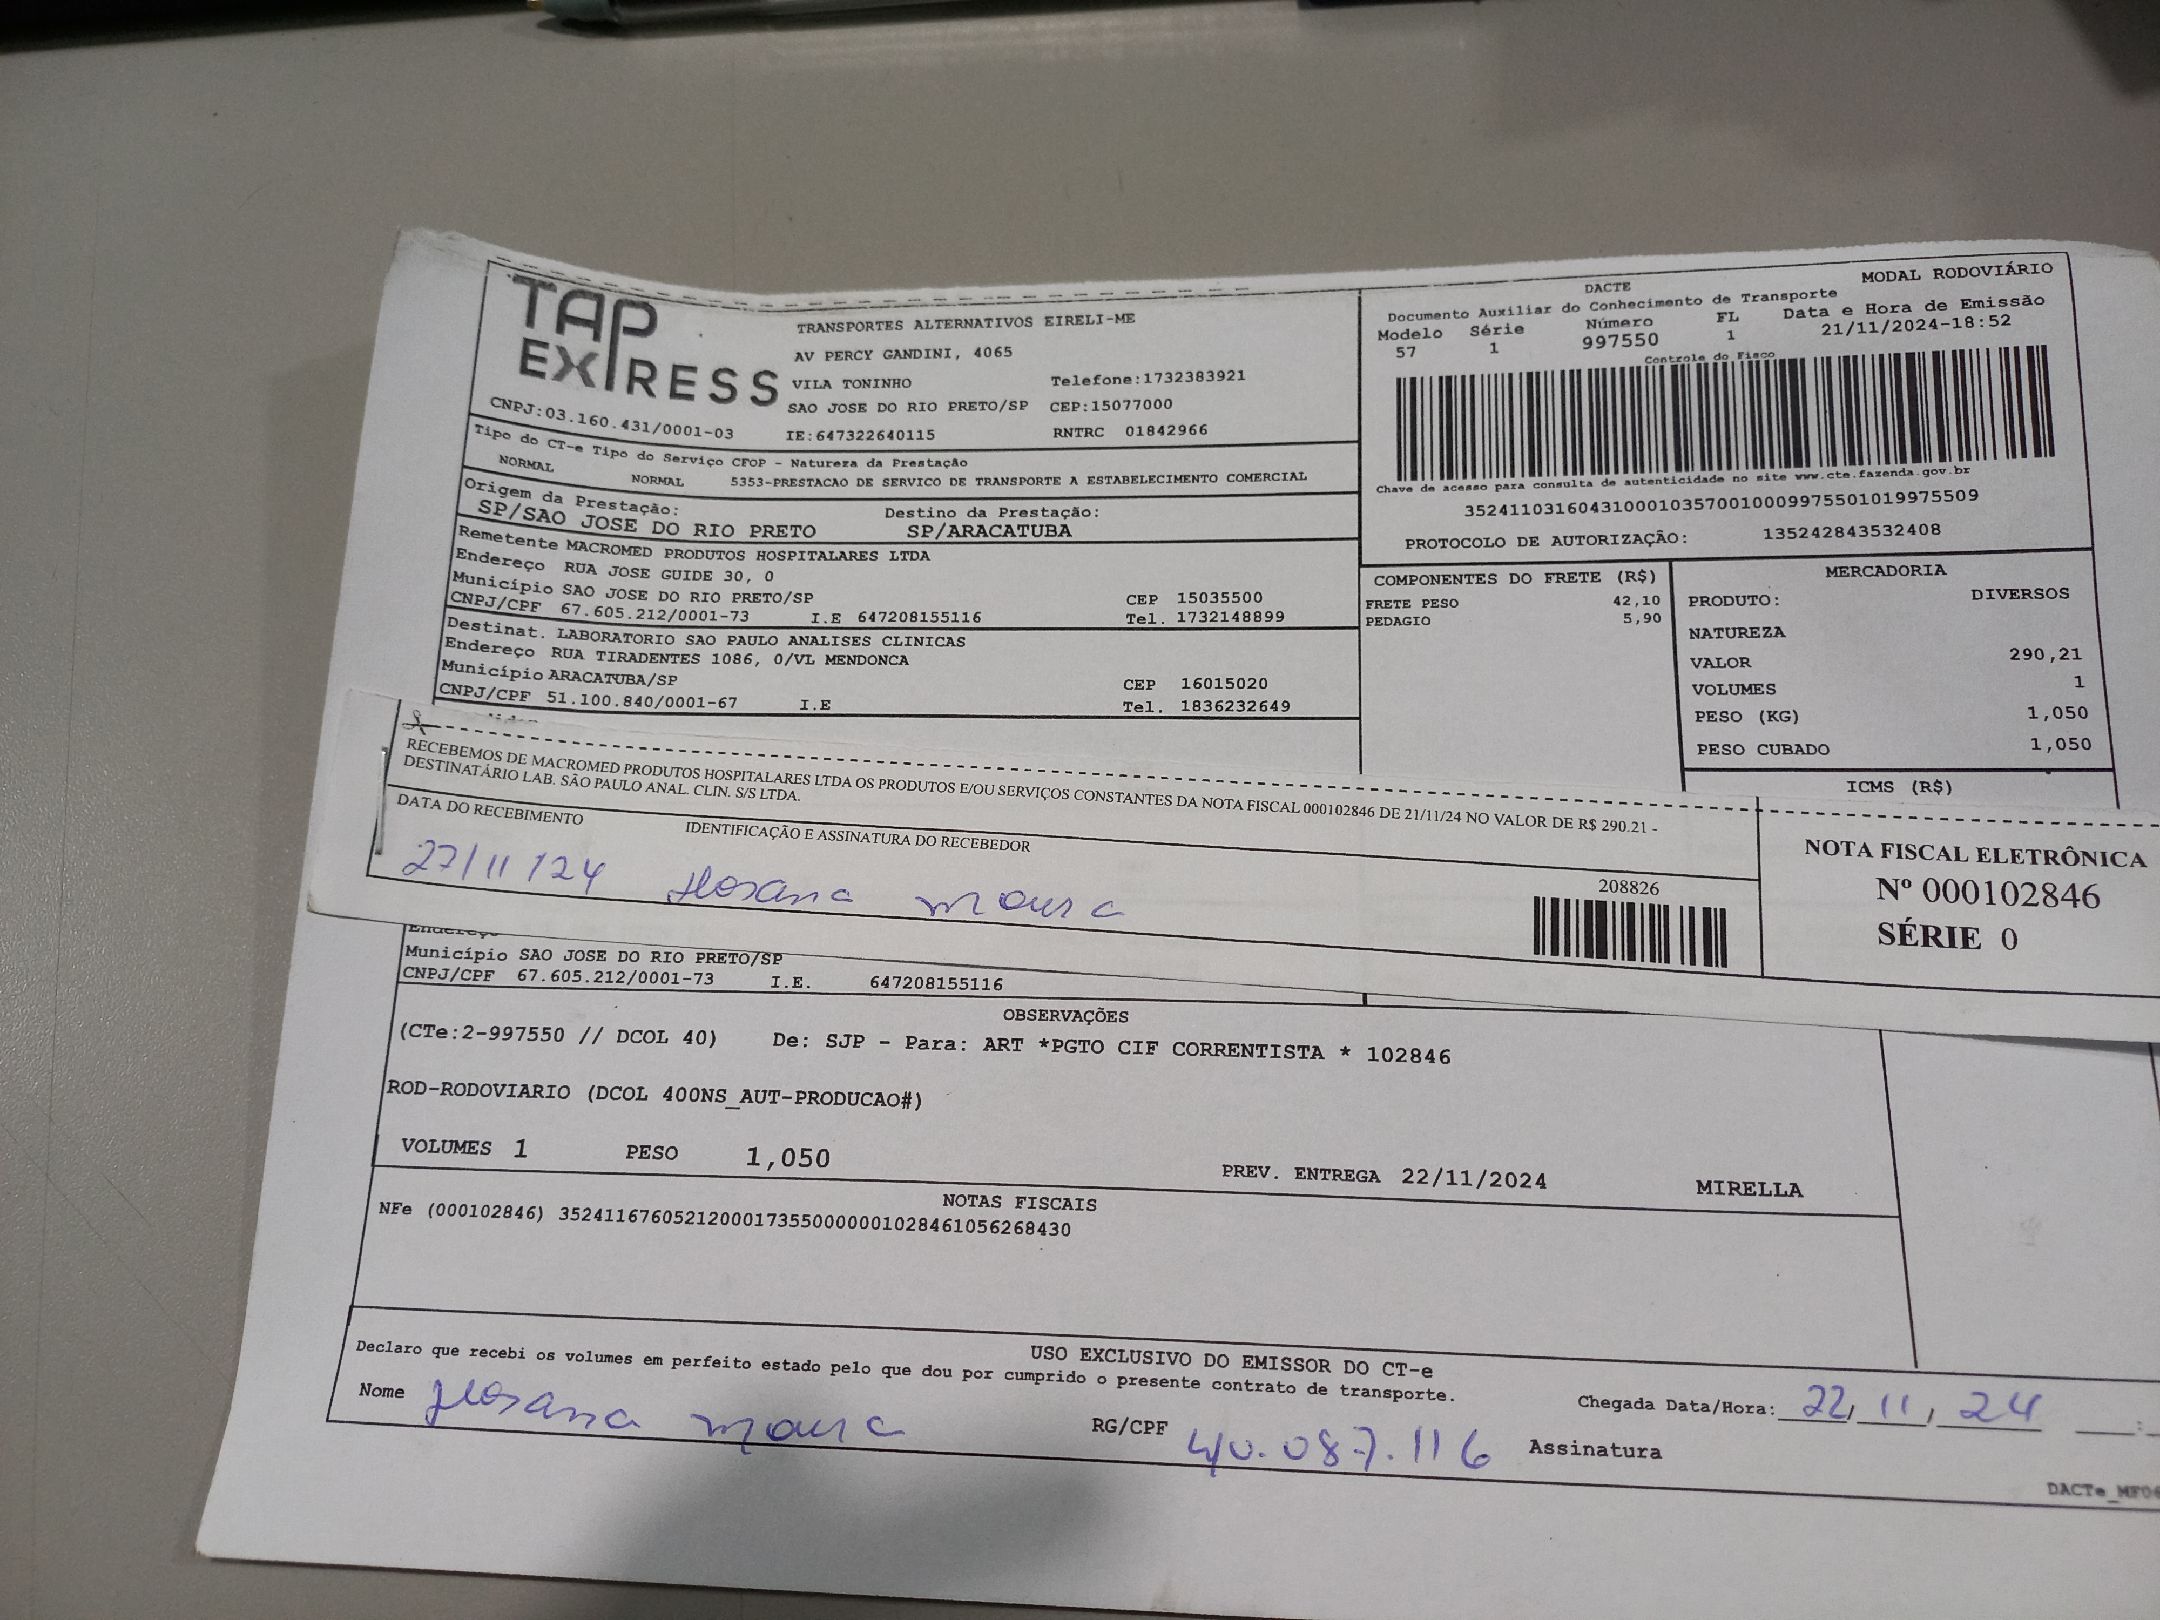 TAP EXPRESS
TRANSPORTES ALTERNATIVOS EIRELI-ME
AV PERCY GANDINI, 4065
VILA TONINHO Telefone:1732383921
SAO JOSE DO RIO PRETO/SP CEP:15077000
CNPJ:03.160.431/0001-03 IE:647322640115 RNTRC 01842966
DACTE MODAL RODOVIÁRIO
Documento Auxiliar do Conhecimento de Transporte
Modelo Série Número FL Data e Hora de Emissão
57 1 997550 1 21/11/2024-18:52
Controle do Fisco
Chave de acesso para consulta de autenticidade no site www.cte.fazenda.gov.br
35241103160431000103570010009975501019975509
PROTOCOLO DE AUTORIZAÇÃO: 135242843532408
Tipo do CT-e Tipo do Serviço CFOP - Natureza da Prestação
NORMAL NORMAL 5353-PRESTACAO DE SERVICO DE TRANSPORTE A ESTABELECIMENTO COMERCIAL
Origem da Prestação: Destino da Prestação:
SP/SAO JOSE DO RIO PRETO SP/ARACATUBA
Remetente MACROMED PRODUTOS HOSPITALARES LTDA
Endereço RUA JOSE GUIDE 30, 0
Município SAO JOSE DO RIO PRETO/SP CEP 15035500
CNPJ/CPF 67.605.212/0001-73 I.E 647208155116 Tel. 1732148899
Destinat. LABORATORIO SAO PAULO ANALISES CLINICAS
Endereço RUA TIRADENTES 1086, 0/VL MENDONCA
Município ARACATUBA/SP CEP 16015020
CNPJ/CPF 51.100.840/0001-67 I.E Tel. 1836232649
COMPONENTES DO FRETE (R$)
FRETE PESO 42,10
PEDAGIO 5,90
MERCADORIA
PRODUTO: DIVERSOS
NATUREZA
VALOR 290,21
VOLUMES 1
PESO (KG) 1,050
PESO CUBADO 1,050
ICMS (R$)
RECEBEMOS DE MACROMED PRODUTOS HOSPITALARES LTDA OS PRODUTOS E/OU SERVIÇOS CONSTANTES DA NOTA FISCAL 000102846 DE 21/11/24 NO VALOR DE R$ 290.21 -
DESTINATÁRIO LAB. SÃO PAULO ANAL. CLIN. S/S LTDA.
DATA DO RECEBIMENTO IDENTIFICAÇÃO E ASSINATURA DO RECEBEDOR
27/11/24 Hosana Moura
208826
NOTA FISCAL ELETRÔNICA
Nº 000102846
SÉRIE 0
Endereço
Município SAO JOSE DO RIO PRETO/SP
CNPJ/CPF 67.605.212/0001-73 I.E. 647208155116
OBSERVAÇÕES
(CTe:2-997550 // DCOL 40) De: SJP - Para: ART *PGTO CIF CORRENTISTA * 102846
ROD-RODOVIARIO (DCOL 400NS_AUT-PRODUCAO#)
VOLUMES 1 PESO 1,050 PREV. ENTREGA 22/11/2024 MIRELLA
NOTAS FISCAIS
NFe (000102846) 35241167605212000173550000001028461056268430
USO EXCLUSIVO DO EMISSOR DO CT-e
Declaro que recebi os volumes em perfeito estado pelo que dou por cumprido o presente contrato de transporte.
Nome Hosana Moura RG/CPF 40.087.116 Assinatura
Chegada Data/Hora: 22/11/24